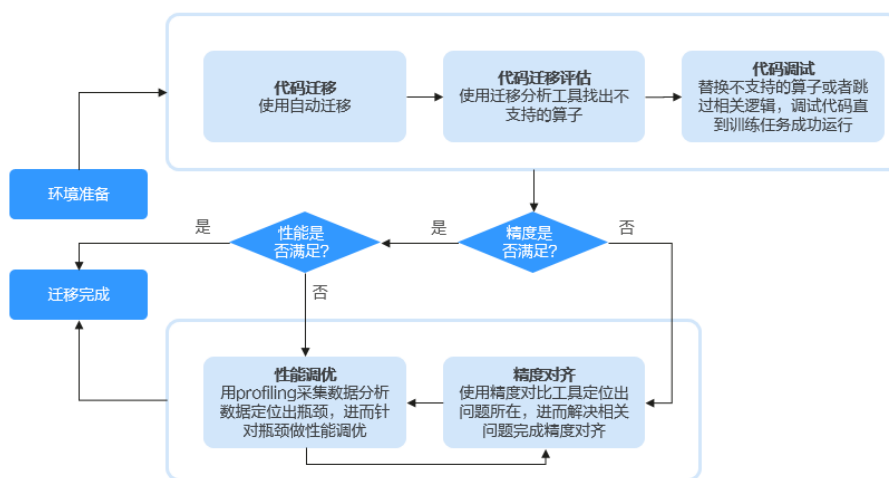 代码迁移
使用自动迁移
代码迁移评估
使用迁移分析工具找出不
支持的算子
代码调试
替换不支持的算子或者跳
过相关逻辑，调试代码直
到训练任务成功运行
环境准备
是
性能是
否满足？
是
精度是
否满足？
否
迁移完成
否
性能调优
用profiling采集数据分析
数据定位出瓶颈，进而针
对瓶颈做性能调优
精度对齐
使用精度对比工具定位出
问题所在，进而解决相关
问题完成精度对齐